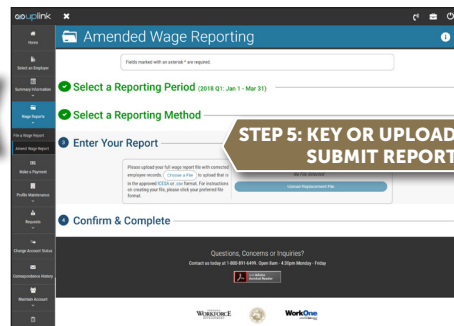 uplink
Home
Select an Employer
Summary Information
Wage Reports
File a Wage Report
Amend Wage Report
Make a Payment
Profile Maintenance
Requests
Change Account Status
Correspondence History
Maintain Account
Amended Wage Reporting
Fields marked with an asterisk * are required.
Select a Reporting Period (2018 Q1: Jan 1 - Mar 31)
Select a Reporting Method
3 Enter Your Report
STEP 5: KEY OR UPLOAD
SUBMIT REPORT
Please upload your full wage report file with corrected
employee records. Choose a File to upload that is
in the approved ICESA or .csv format. For instructions
on creating your file, please click your preferred file
format.
No File Selected
Upload Replacement File
4 Confirm & Complete
Questions, Concerns or Inquiries?
Contact us today at 1-800-891-6499. Open 8am - 4:30pm Monday - Friday
Get Adobe
Acrobat Reader
WORKFORCE
WorkOne